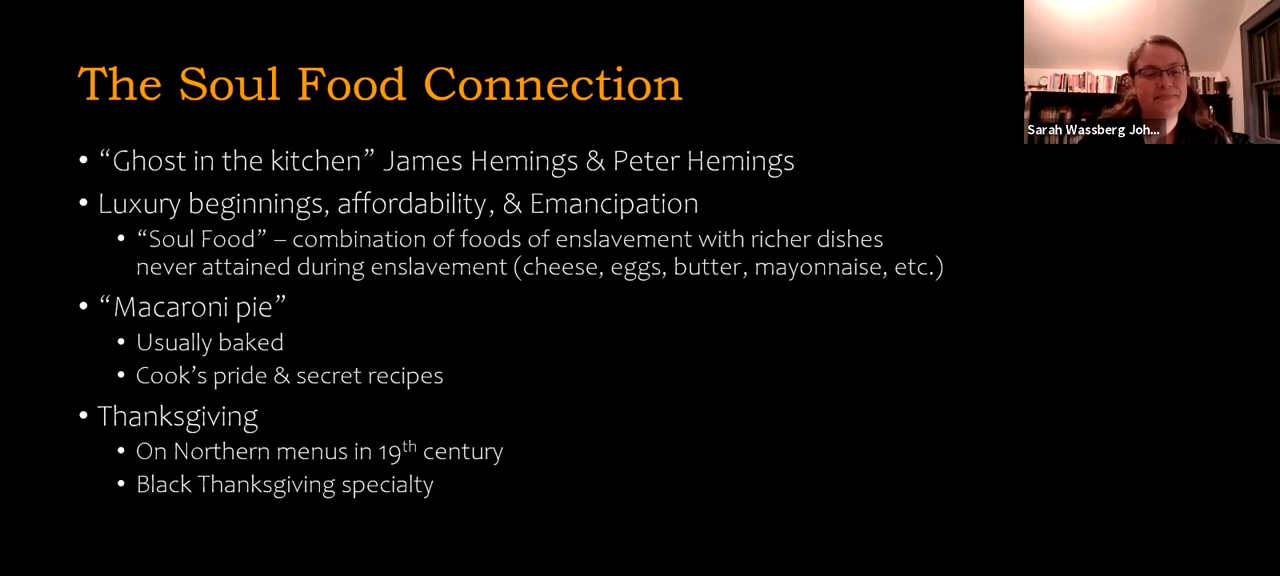 The Soul Food Connection
• “Ghost in the kitchen” James Hemings & Peter Hemings
• Luxury beginnings, affordability, & Emancipation
• “Soul Food” – combination of foods of enslavement with richer dishes
never attained during enslavement (cheese, eggs, butter, mayonnaise, etc.)
• “Macaroni pie”
• Usually baked
• Cook’s pride & secret recipes
• Thanksgiving
• On Northern menus in 19th century
• Black Thanksgiving specialty
Sarah Wassberg Joh...